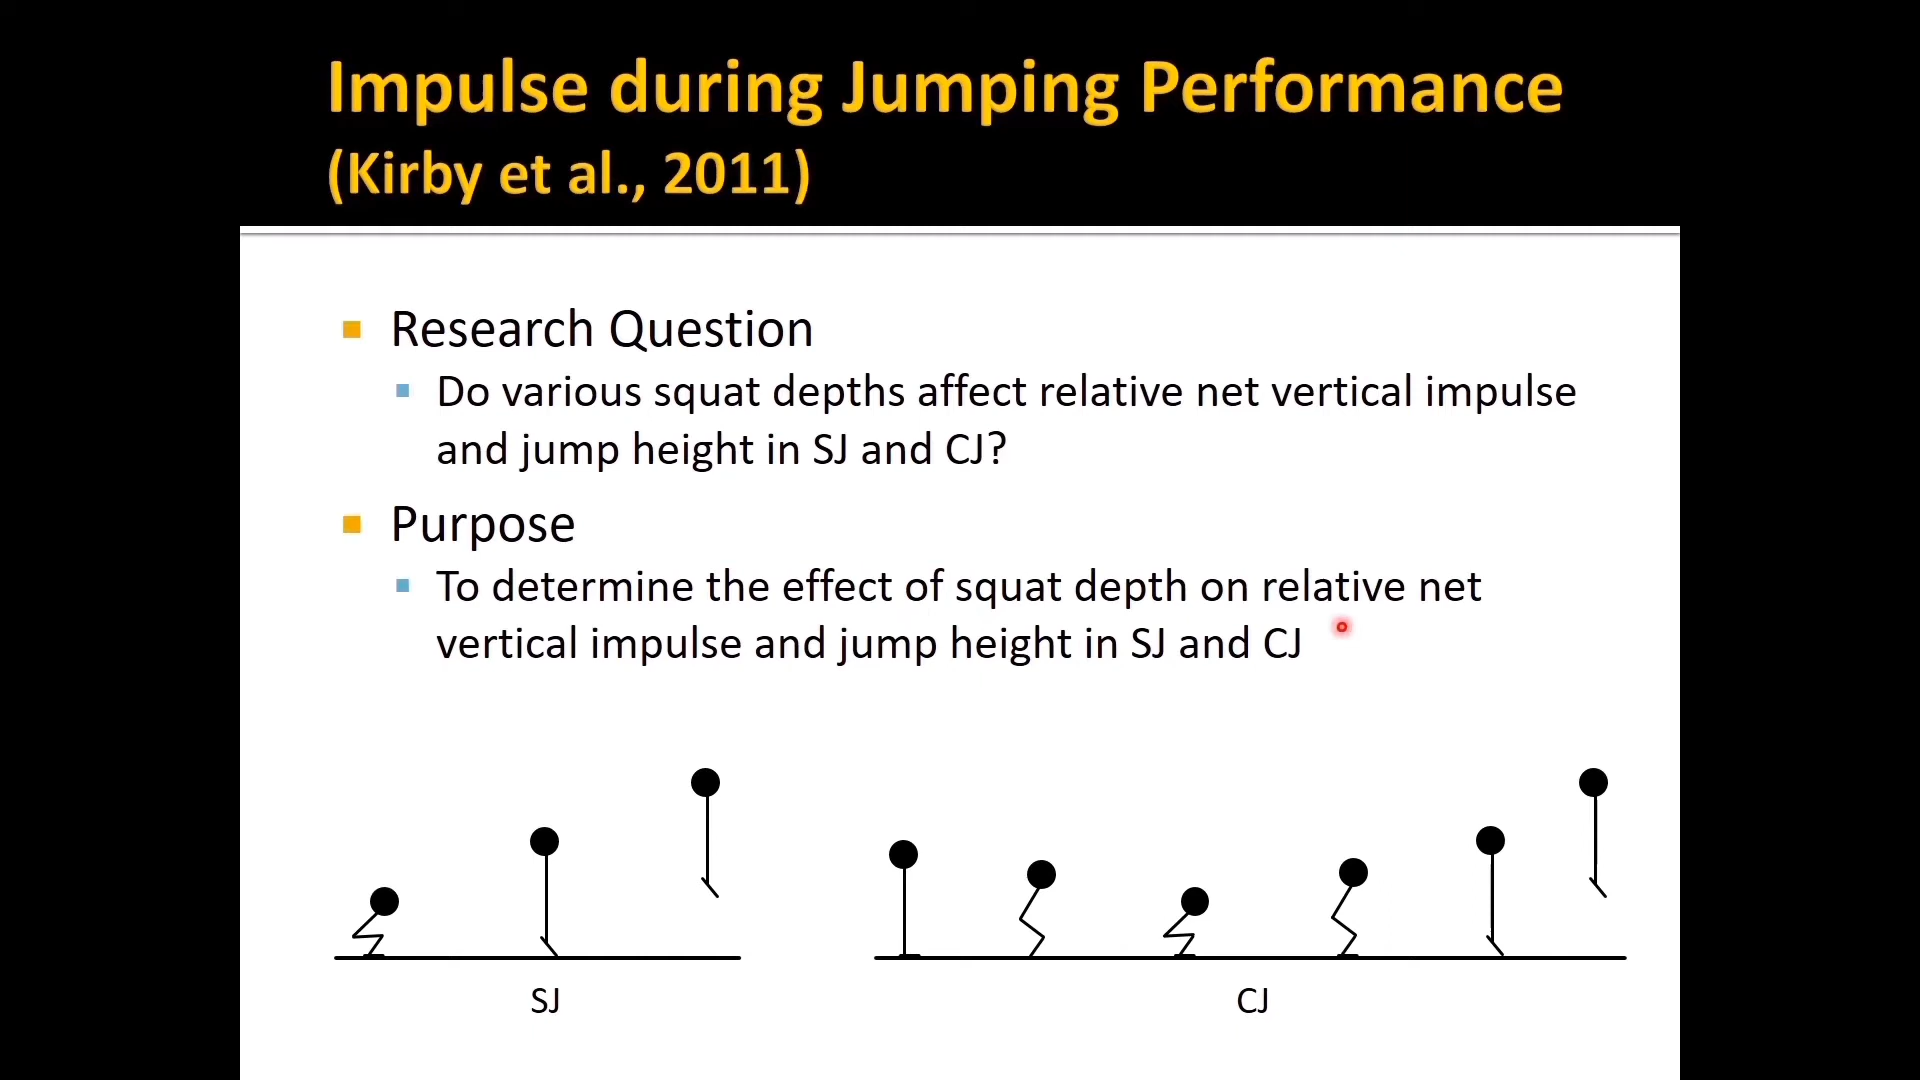 Impulse during Jumping Performance
(Kirby et al., 2011)
Research Question
Do various squat depths affect relative net vertical impulse
and jump height in SJ and CJ?
Purpose
To determine the effect of squat depth on relative net
vertical impulse and jump height in SJ and CJ
SJ
CJ